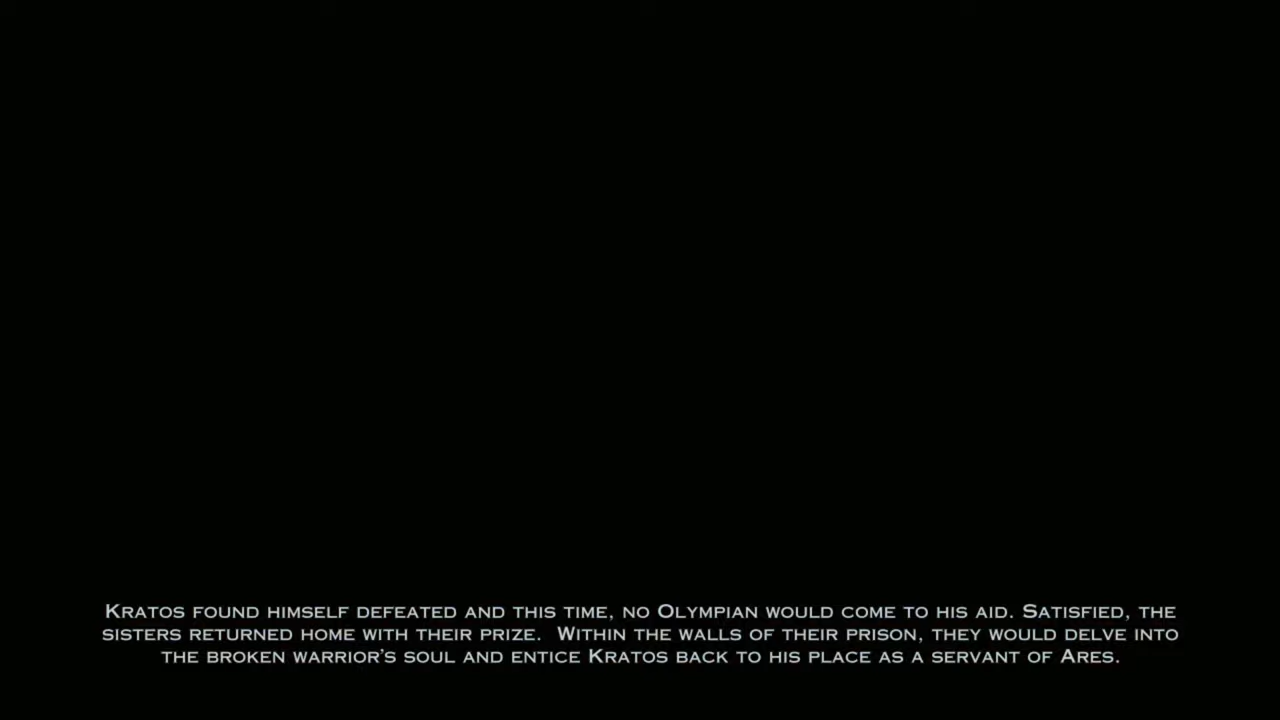 Kratos found himself defeated and this time, no Olympian would come to his aid. Satisfied, the
sisters returned home with their prize.  Within the walls of their prison, they would delve into
the broken warrior's soul and entice Kratos back to his place as a servant of Ares.